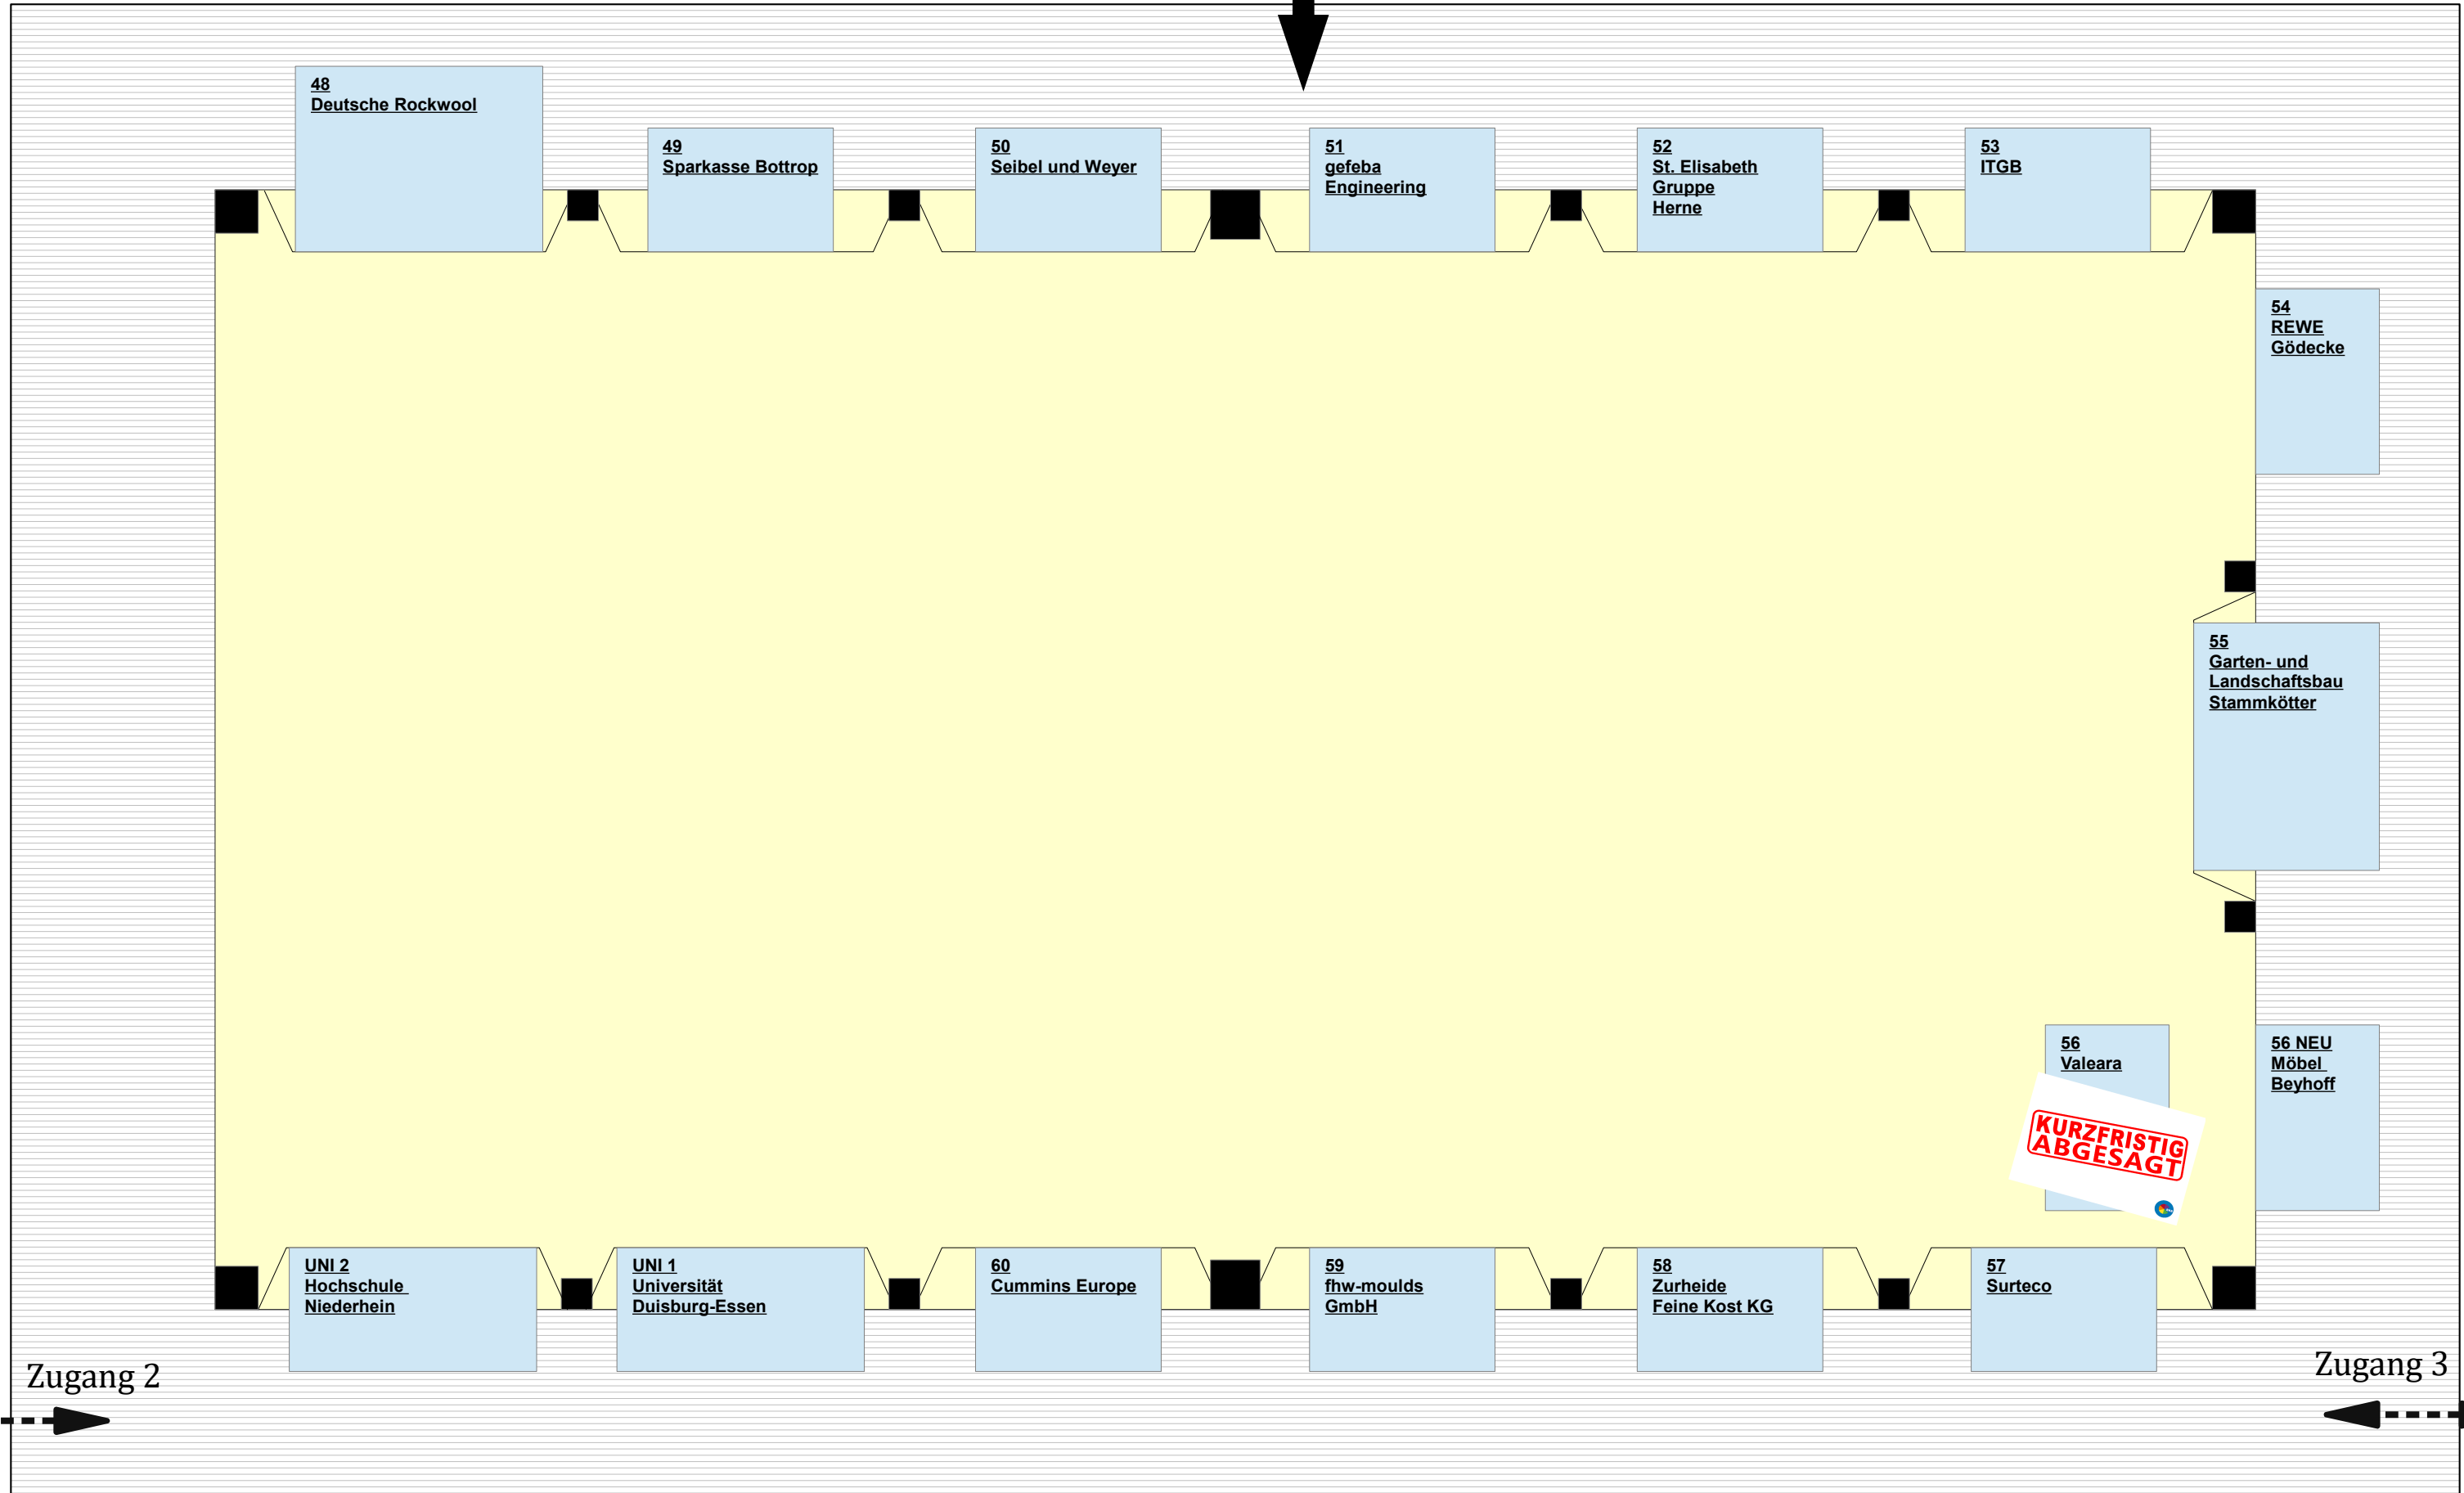 48
Deutsche Rockwool
49
Sparkasse Bottrop
50
Seibel und Weyer
51
gefeba
Engineering
52
St. Elisabeth
Gruppe
Herne
53
ITGB
54
REWE
Gödecke
55
Garten- und
Landschaftsbau
Stammkötter
56
Valeara
KURZFRISTIG
ABGESAGT
56 NEU
Möbel
Beyhoff
UNI 2
Hochschule
Niederhein
UNI 1
Universität
Duisburg-Essen
60
Cummins Europe
59
fhw-moulds
GmbH
58
Zurheide
Feine Kost KG
57
Surteco
Zugang 2
Zugang 3